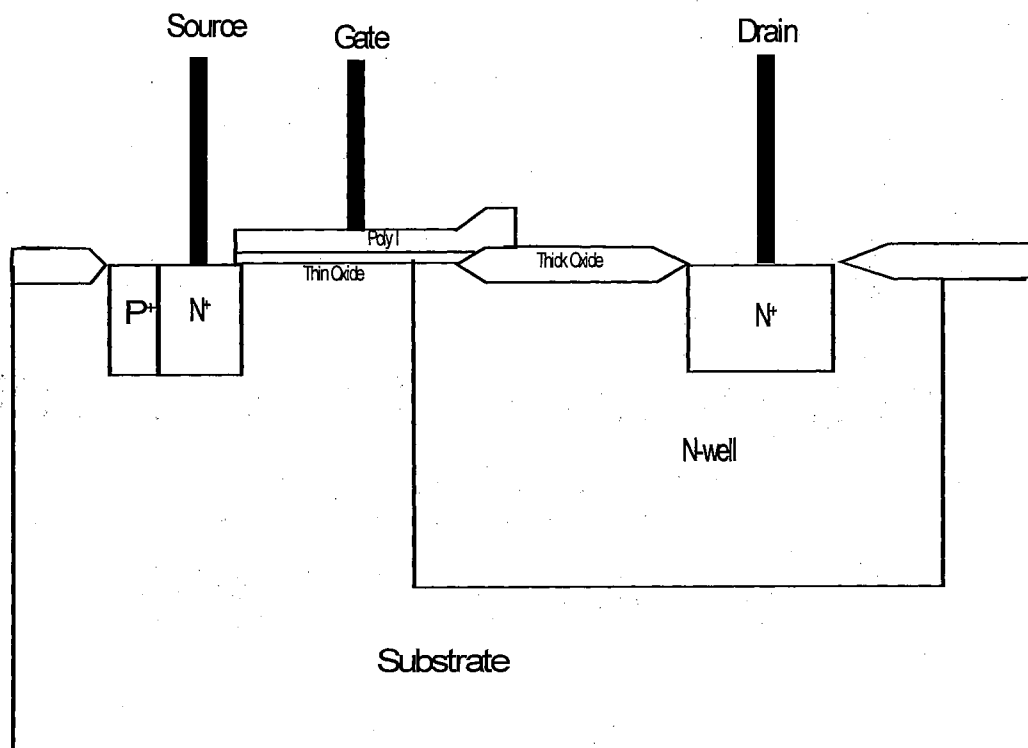 Source
Gate
Drain
Poly I
Thin Oxide
Thick Oxide
P+
N+
N+
N-well
Substrate